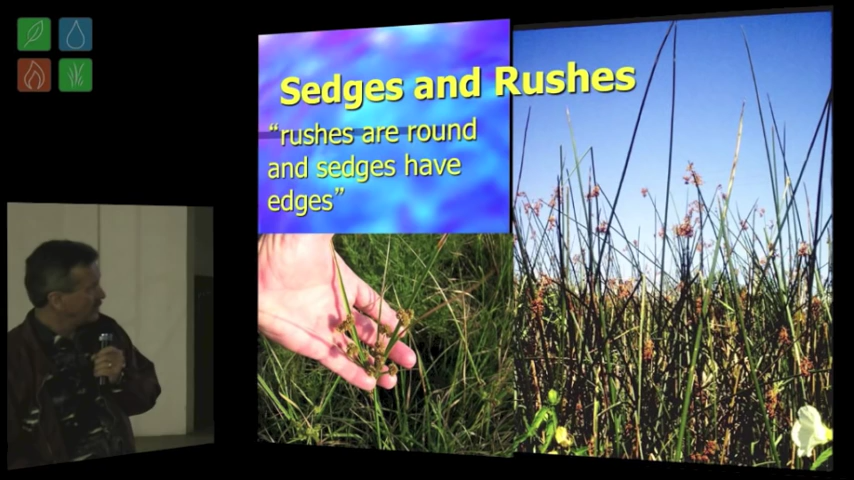 Sedges and Rushes
“rushes are round
and sedges have
edges”